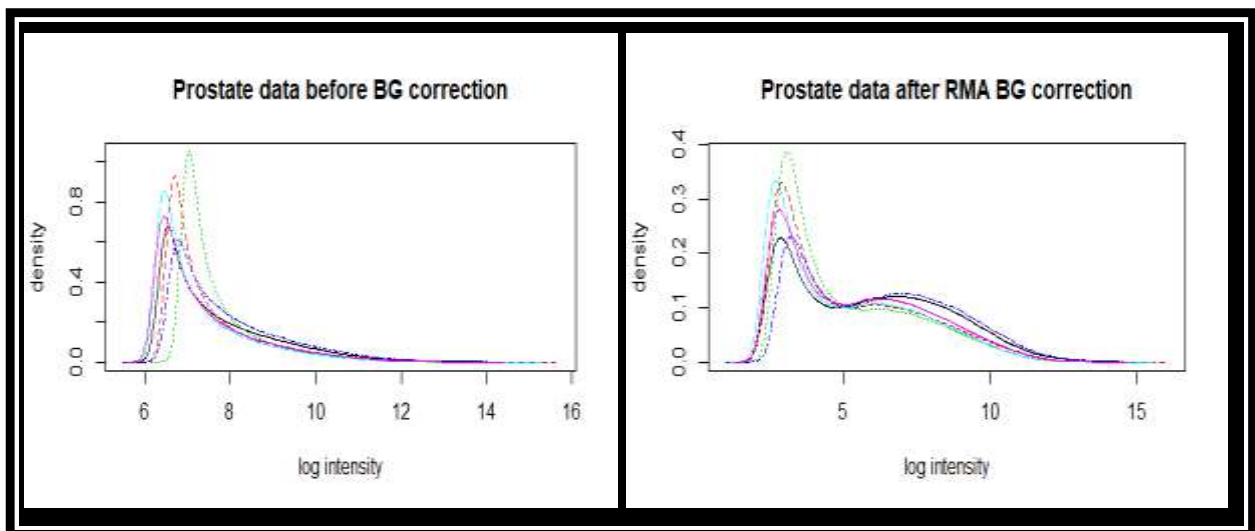 Prostate data before BG correction
density
0.0
0.4
0.8
6
8
10
12
14
16
log intensity
Prostate data after RMA BG correction
density
0.0
0.1
0.2
0.3
0.4
5
10
15
log intensity